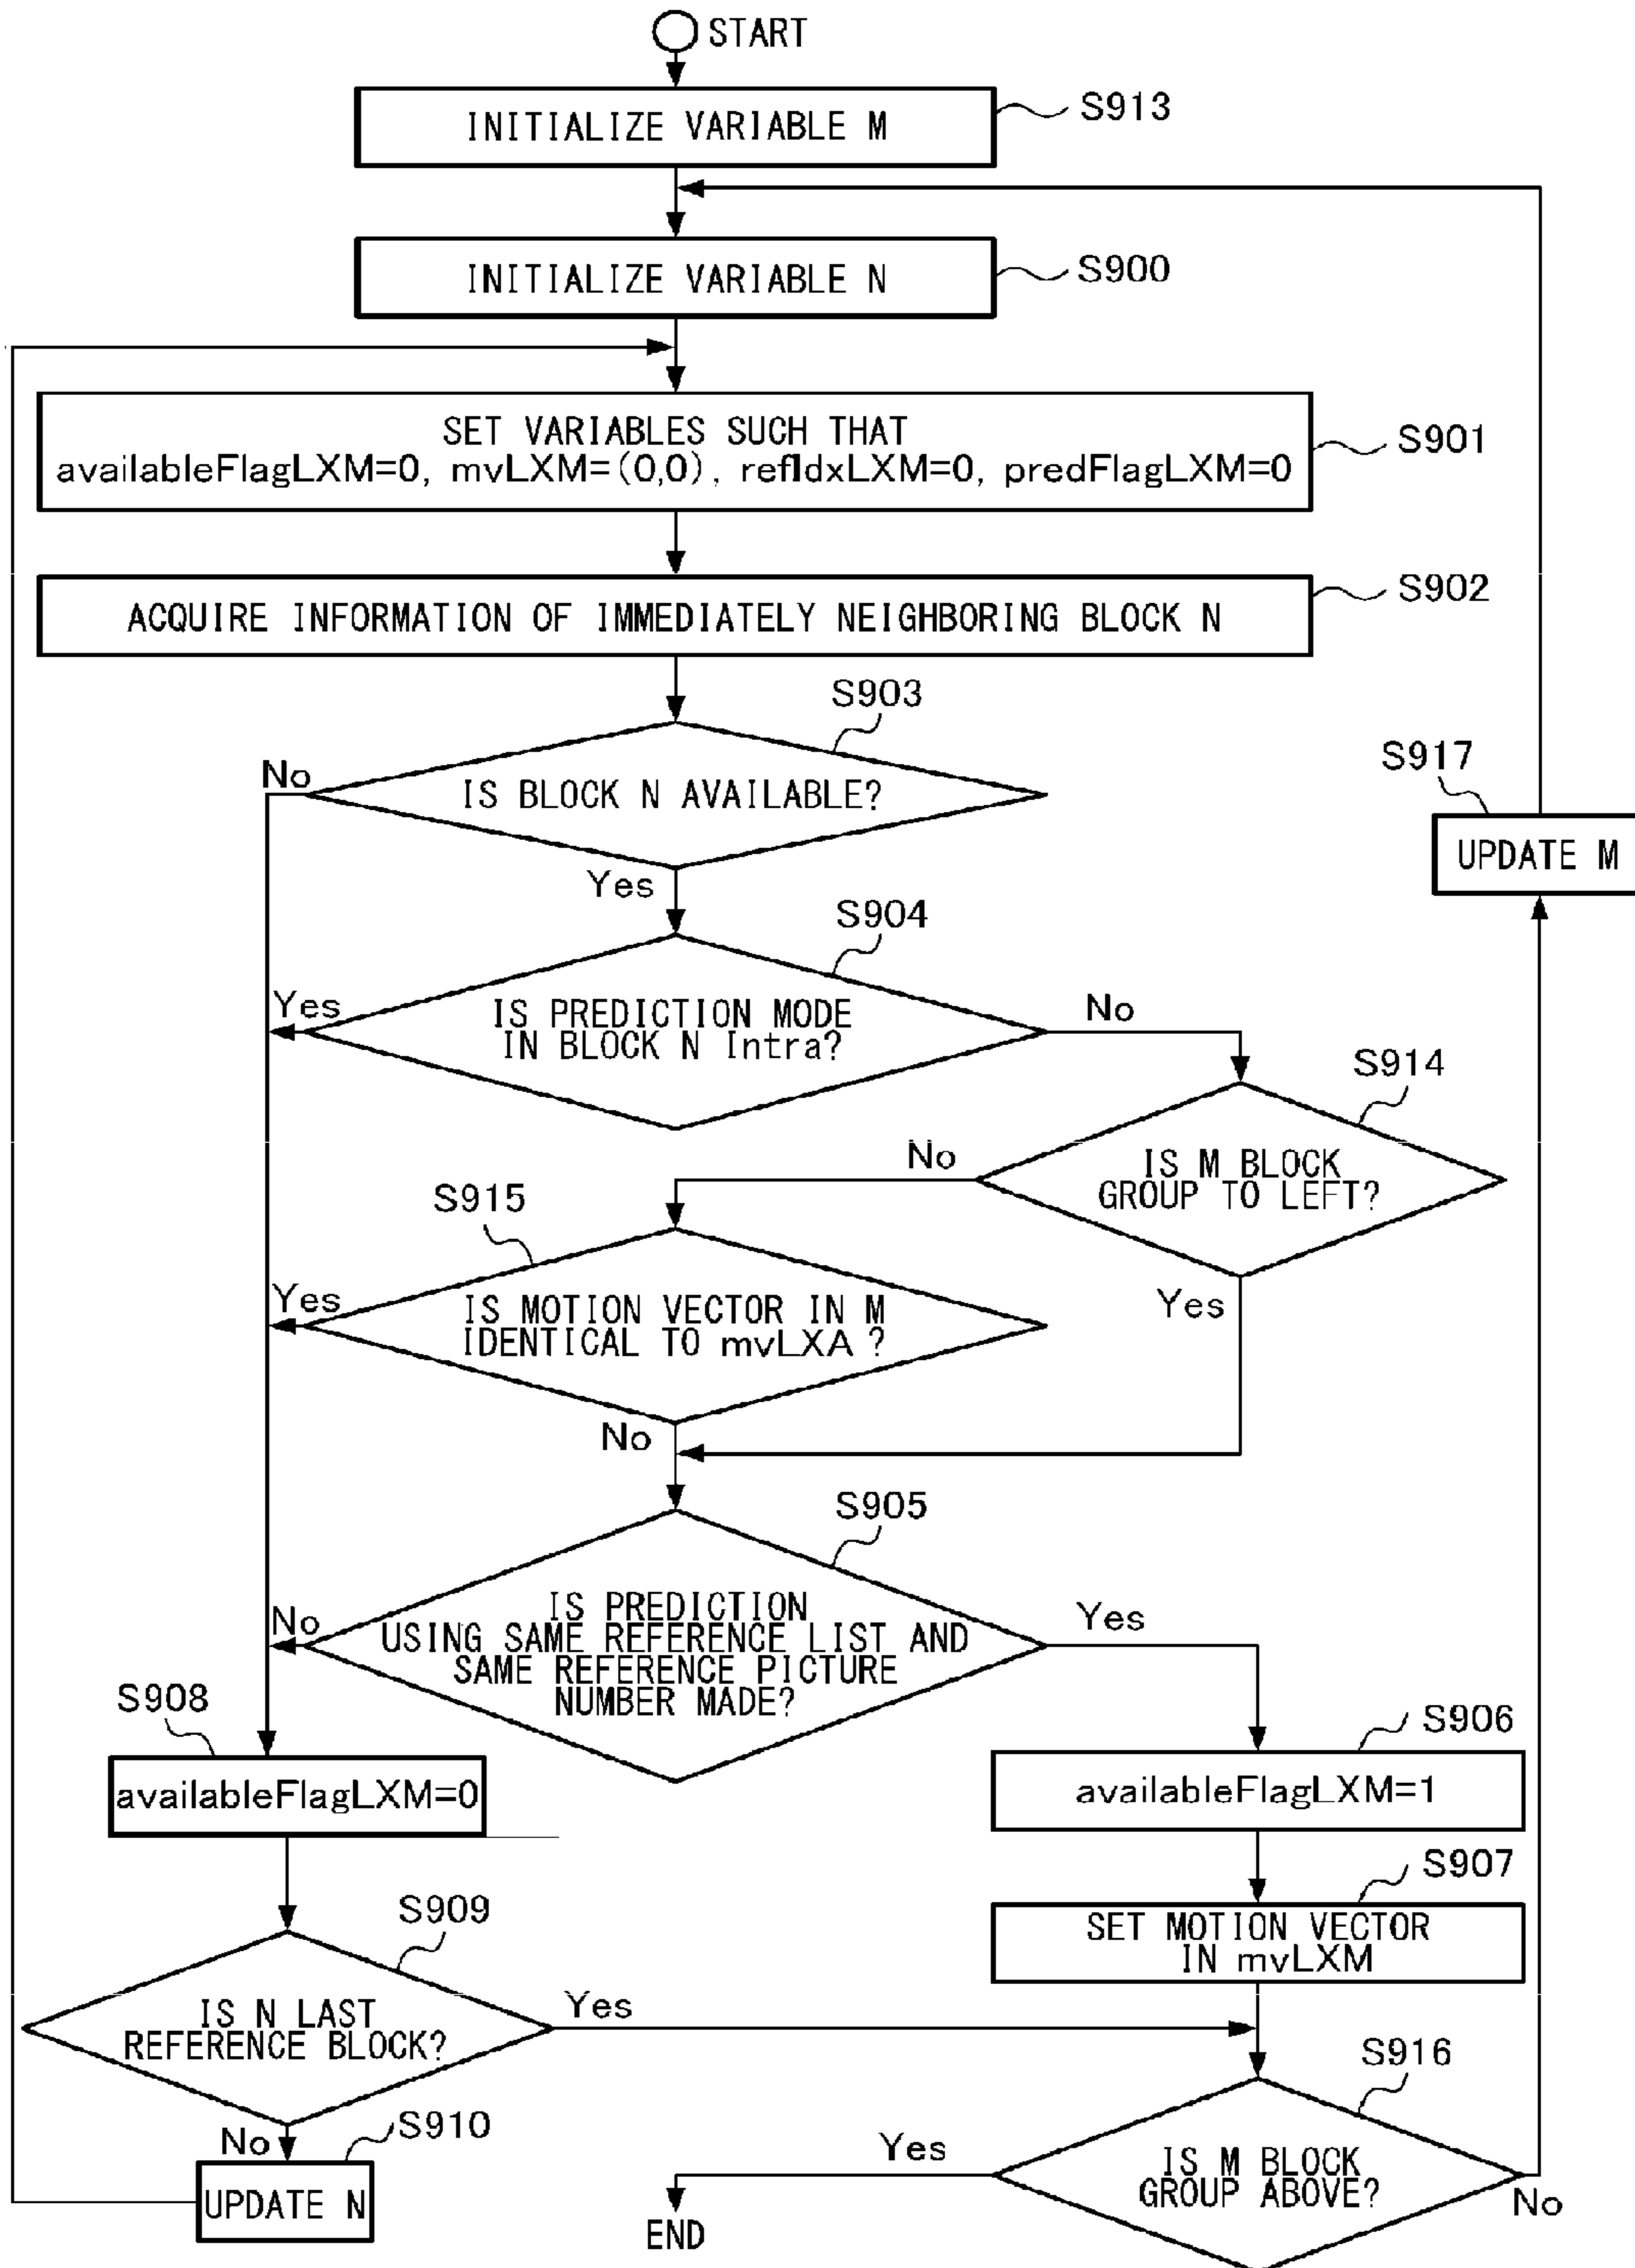 START
INITIALIZE VARIABLE M
S913
INITIALIZE VARIABLE N
S900
SET VARIABLES SUCH THAT
availableFlagLXM=0, mvLXM=(0,0), refIdxLXM=0, predFlagLXM=0
S901
ACQUIRE INFORMATION OF IMMEDIATELY NEIGHBORING BLOCK N
S902
S903
No
IS BLOCK N AVAILABLE?
Yes
S917
UPDATE M
S904
Yes
IS PREDICTION MODE
IN BLOCK N Intra?
No
S914
No
IS M BLOCK
GROUP TO LEFT?
Yes
S915
Yes
IS MOTION VECTOR IN M
IDENTICAL TO mvLXA ?
No
S905
No
IS PREDICTION
USING SAME REFERENCE LIST AND
SAME REFERENCE PICTURE
NUMBER MADE?
Yes
S908
availableFlagLXM=0
S906
availableFlagLXM=1
S907
SET MOTION VECTOR
IN mvLXM
S909
IS N LAST
REFERENCE BLOCK?
Yes
No
S910
UPDATE N
S916
Yes
IS M BLOCK
GROUP ABOVE?
No
END